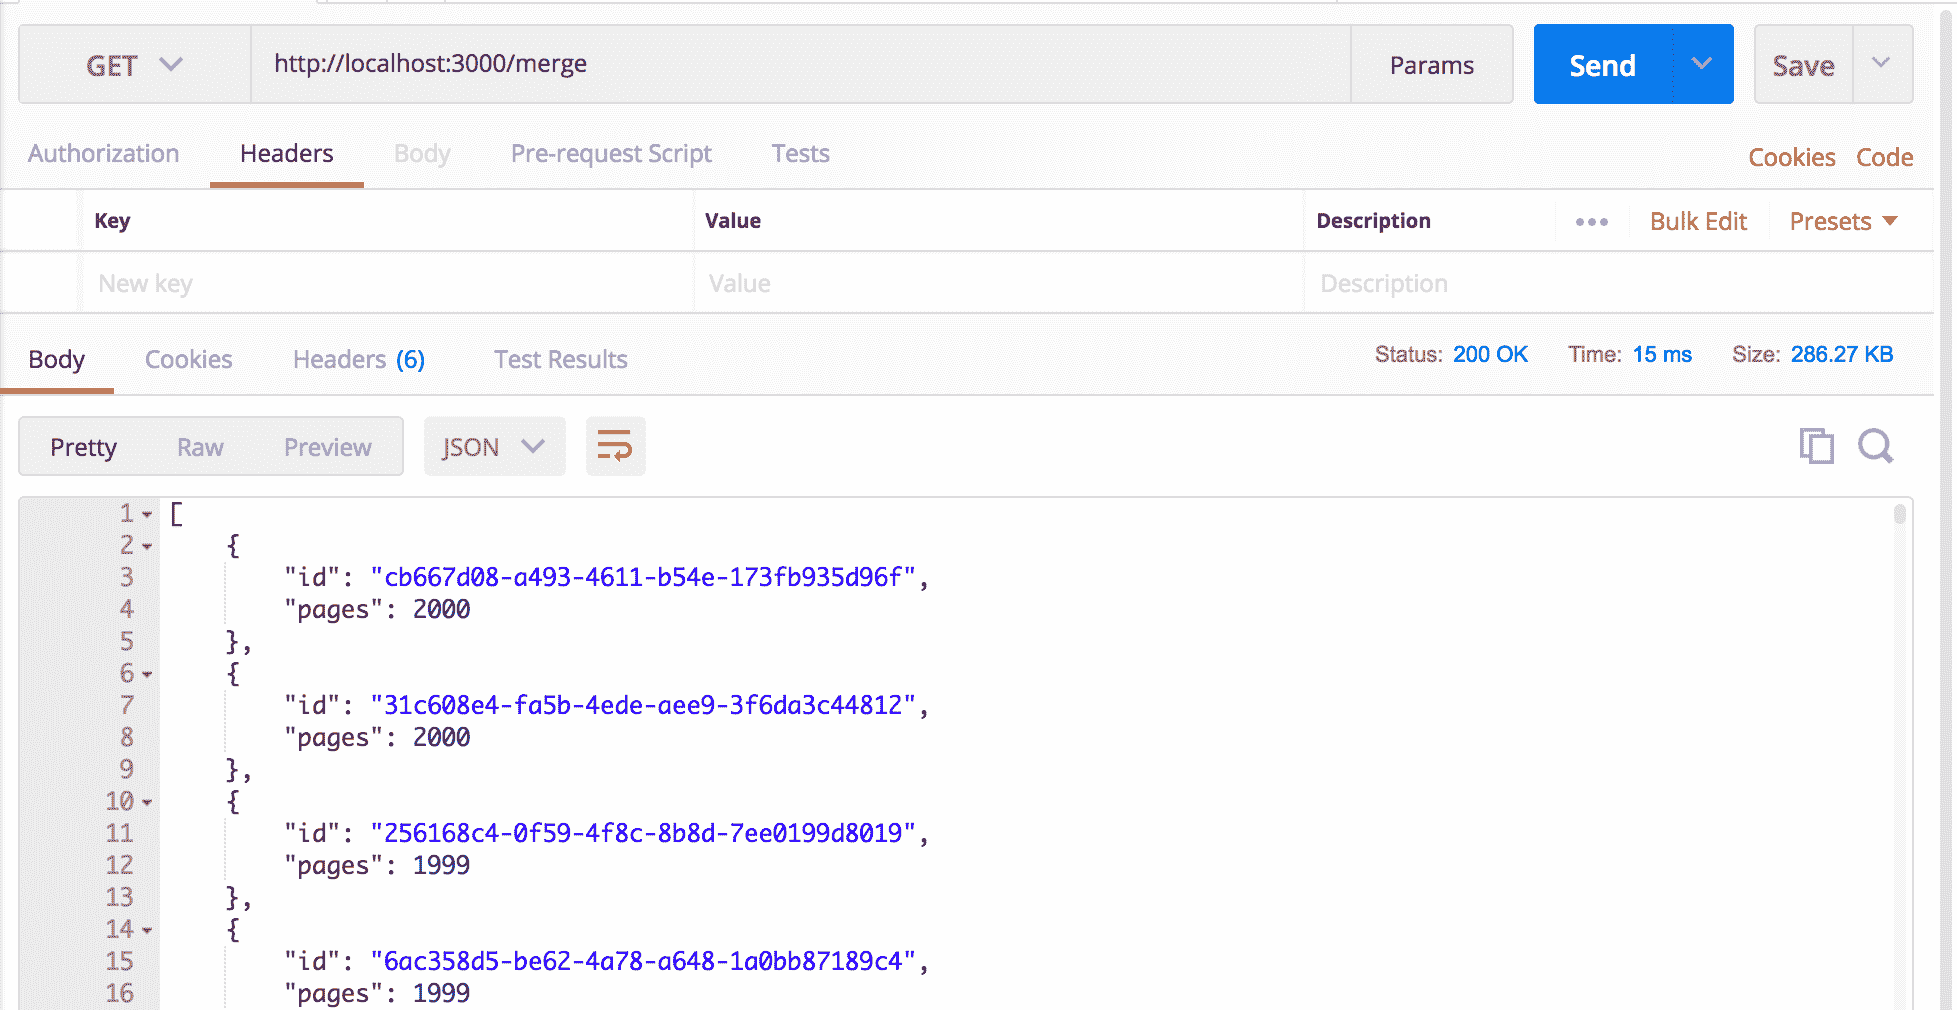 GET http://localhost:3000/merge Params Send Save
Authorization Headers Body Pre-request Script Tests Cookies Code
Key Value Description ••• Bulk Edit Presets
New key Value Description
Body Cookies Headers (6) Test Results Status: 200 OK Time: 15 ms Size: 286.27 KB
Pretty Raw Preview JSON
1 [
2 {
3 "id": "cb667d08-a493-4611-b54e-173fb935d96f",
4 "pages": 2000
5 },
6 {
7 "id": "31c608e4-fa5b-4ede-aee9-3f6da3c44812",
8 "pages": 2000
9 },
10 {
11 "id": "256168c4-0f59-4f8c-8b8d-7ee0199d8019",
12 "pages": 1999
13 },
14 {
15 "id": "6ac358d5-be62-4a78-a648-1a0bb87189c4",
16 "pages": 1999